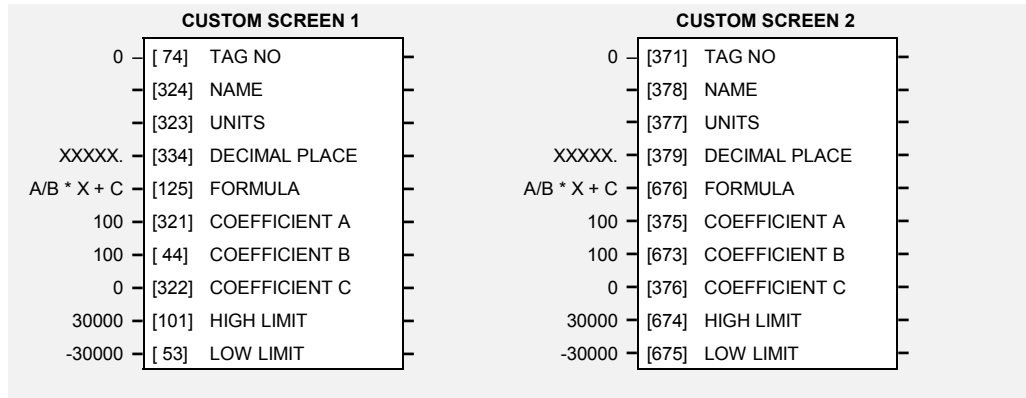 CUSTOM SCREEN 1
0 [ 74] TAG NO
[324] NAME
[323] UNITS
XXXXX. [334] DECIMAL PLACE
A/B * X + C [125] FORMULA
100 [321] COEFFICIENT A
100 [ 44] COEFFICIENT B
0 [322] COEFFICIENT C
30000 [101] HIGH LIMIT
-30000 [ 53] LOW LIMIT
CUSTOM SCREEN 2
0 [371] TAG NO
[378] NAME
[377] UNITS
XXXXX. [379] DECIMAL PLACE
A/B * X + C [676] FORMULA
100 [375] COEFFICIENT A
100 [673] COEFFICIENT B
0 [376] COEFFICIENT C
30000 [674] HIGH LIMIT
-30000 [675] LOW LIMIT